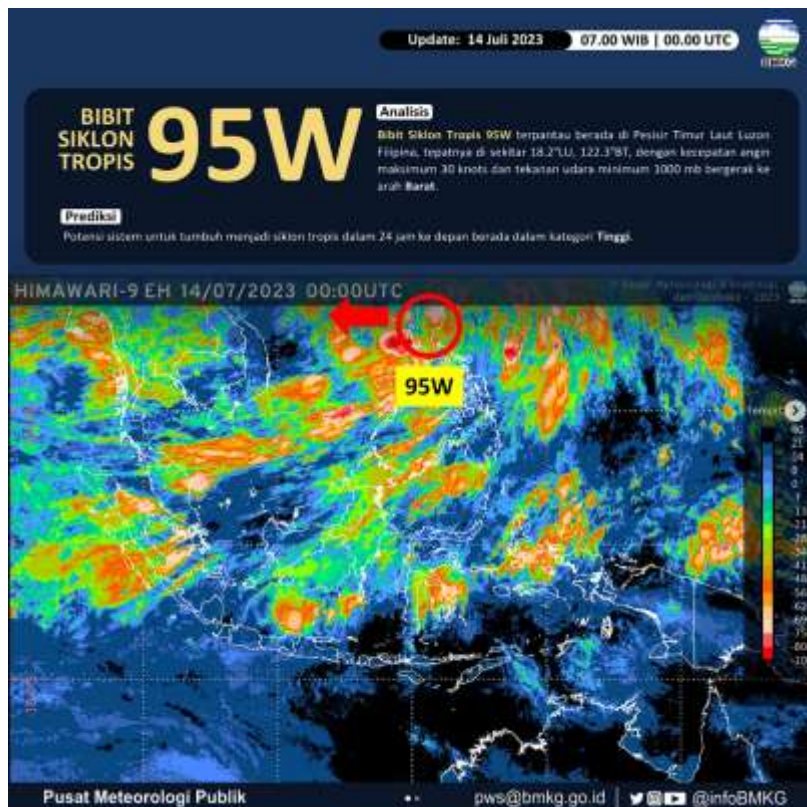 Update: 14 Juli 2023
07.00 WIB | 00.00 UTC
BMKG
BIBIT
SIKLON
TROPIS
95W
Analisis
Bibit Siklon Tropis 95W terpantau berada di Pesisir Timur Laut Luzon
Filipina, tepatnya di sekitar 18.2°LU, 122.3°BT, dengan kecepatan angin
maksimum 30 knots dan tekanan udara minimum 1000 mb bergerak ke
arah Barat.
Prediksi
Potensi sistem untuk tumbuh menjadi siklon tropis dalam 24 jam ke depan berada dalam kategori Tinggi.
HIMAWARI-9 EH 14/07/2023 00:00UTC
95W
Pusat Meteorologi Publik
pws@bmkg.go.id
@infoBMKG